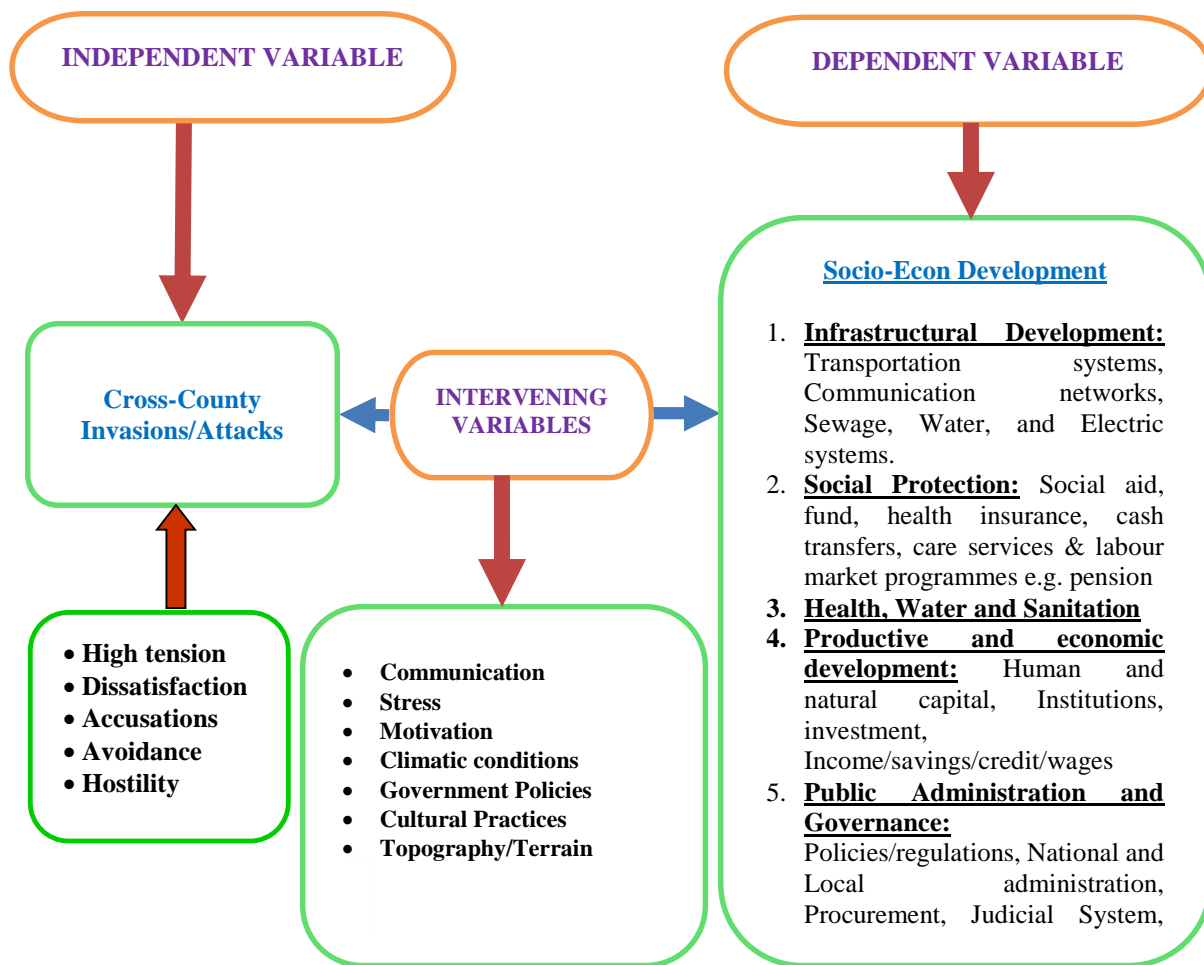 INDEPENDENT VARIABLE
DEPENDENT VARIABLE
Cross-County
Invasions/Attacks
INTERVENING
VARIABLES
• High tension
• Dissatisfaction
• Accusations
• Avoidance
• Hostility
• Communication
• Stress
• Motivation
• Climatic conditions
• Government Policies
• Cultural Practices
• Topography/Terrain
Socio-Econ Development
1. Infrastructural Development:
Transportation systems,
Communication networks,
Sewage, Water, and Electric
systems.
2. Social Protection: Social aid,
fund, health insurance, cash
transfers, care services & labour
market programmes e.g. pension
3. Health, Water and Sanitation
4. Productive and economic
development: Human and
natural capital, Institutions,
investment,
Income/savings/credit/wages
5. Public Administration and
Governance:
Policies/regulations, National and
Local administration,
Procurement, Judicial System,